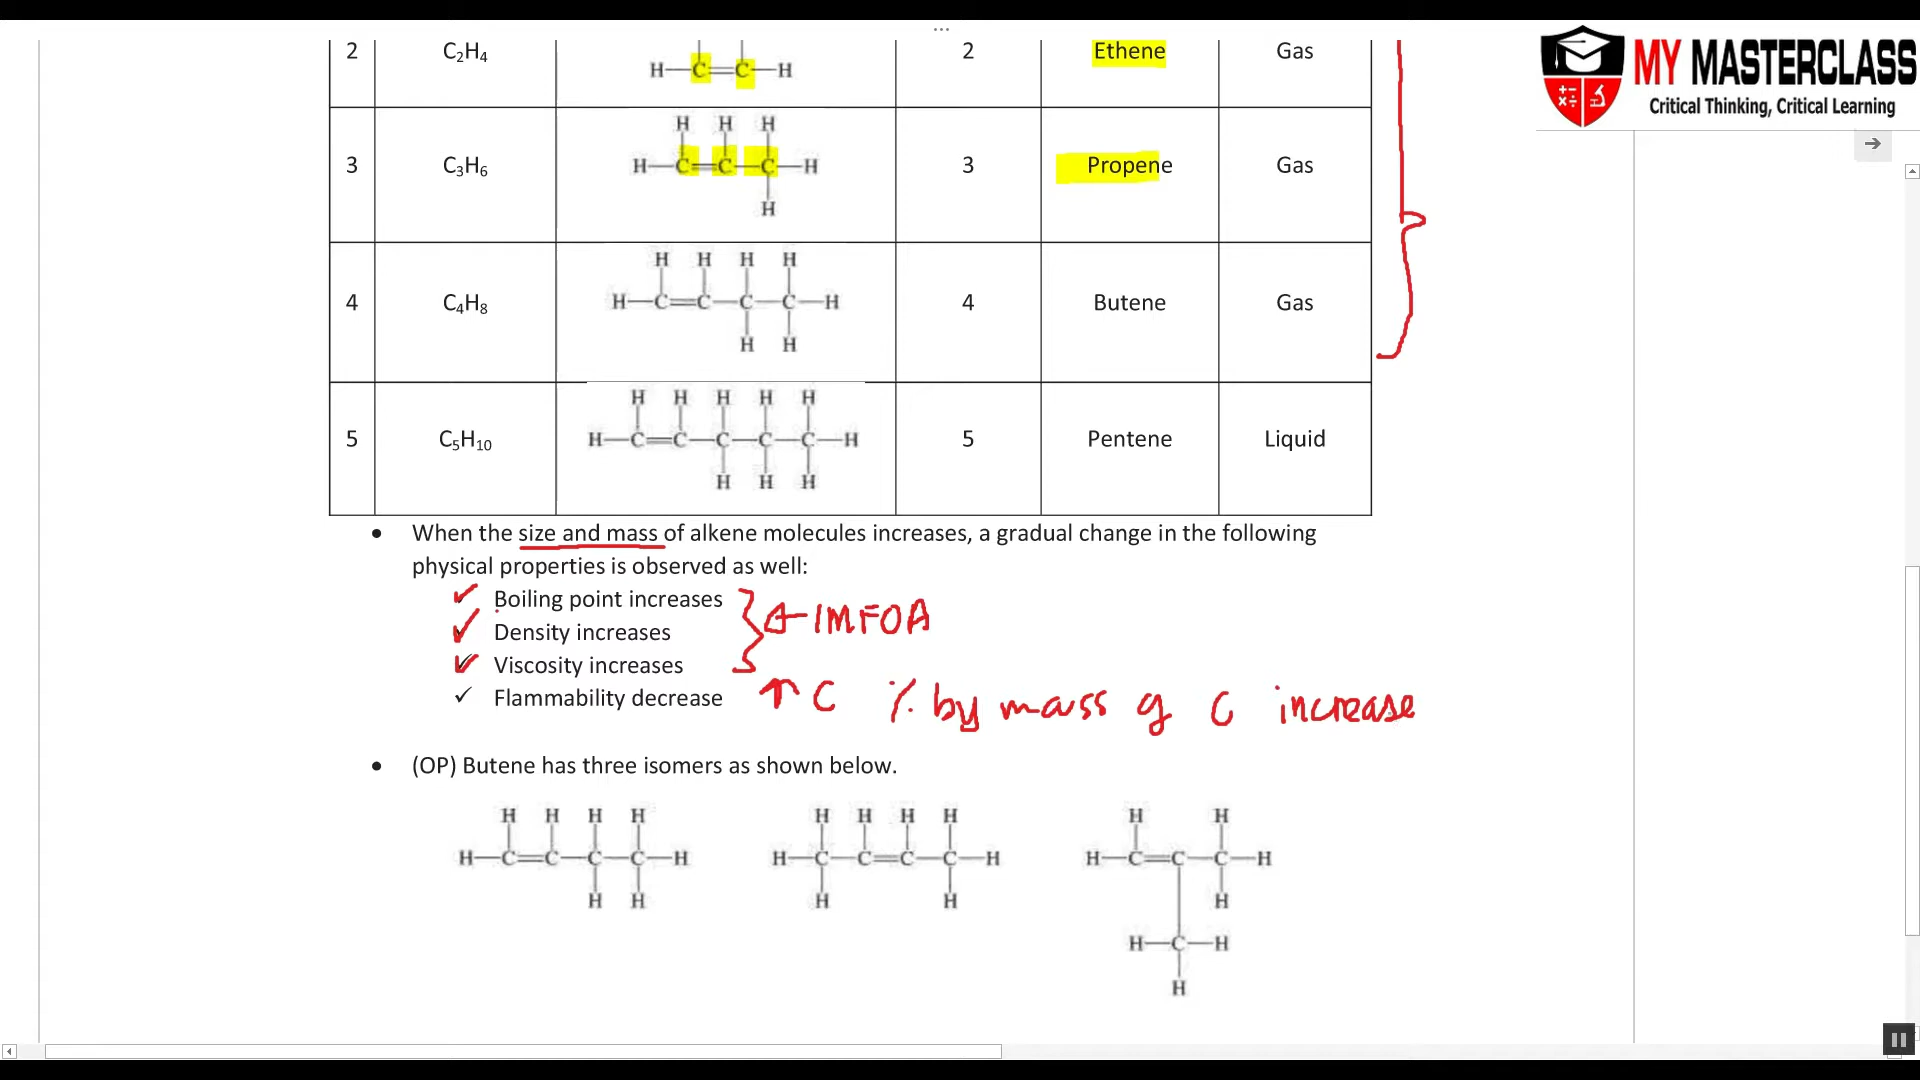 ...
MY MASTERCLASS
Critical Thinking, Critical Learning
2 C₂H₄ H—C=C—H 2 Ethene Gas
H H H
3 C₃H₆ H—C=C—C—H 3 Propene Gas
H
H H H H
4 C₄H₈ H—C=C—C—C—H 4 Butene Gas
H H
H H H H H
5 C₅H₁₀ H—C=C—C—C—C—H 5 Pentene Liquid
H H H
• When the size and mass of alkene molecules increases, a gradual change in the following
physical properties is observed as well:
✓ Boiling point increases
✓ Density increases
IMFOA
✓ Viscosity increases
✓ Flammability decrease ↑ C % by mass of C increase
• (OP) Butene has three isomers as shown below.
H H H H H H H H H H
H—C=C—C—C—H H—C—C=C—C—H H—C=C—C—H
H H H H H
H—C—H
H